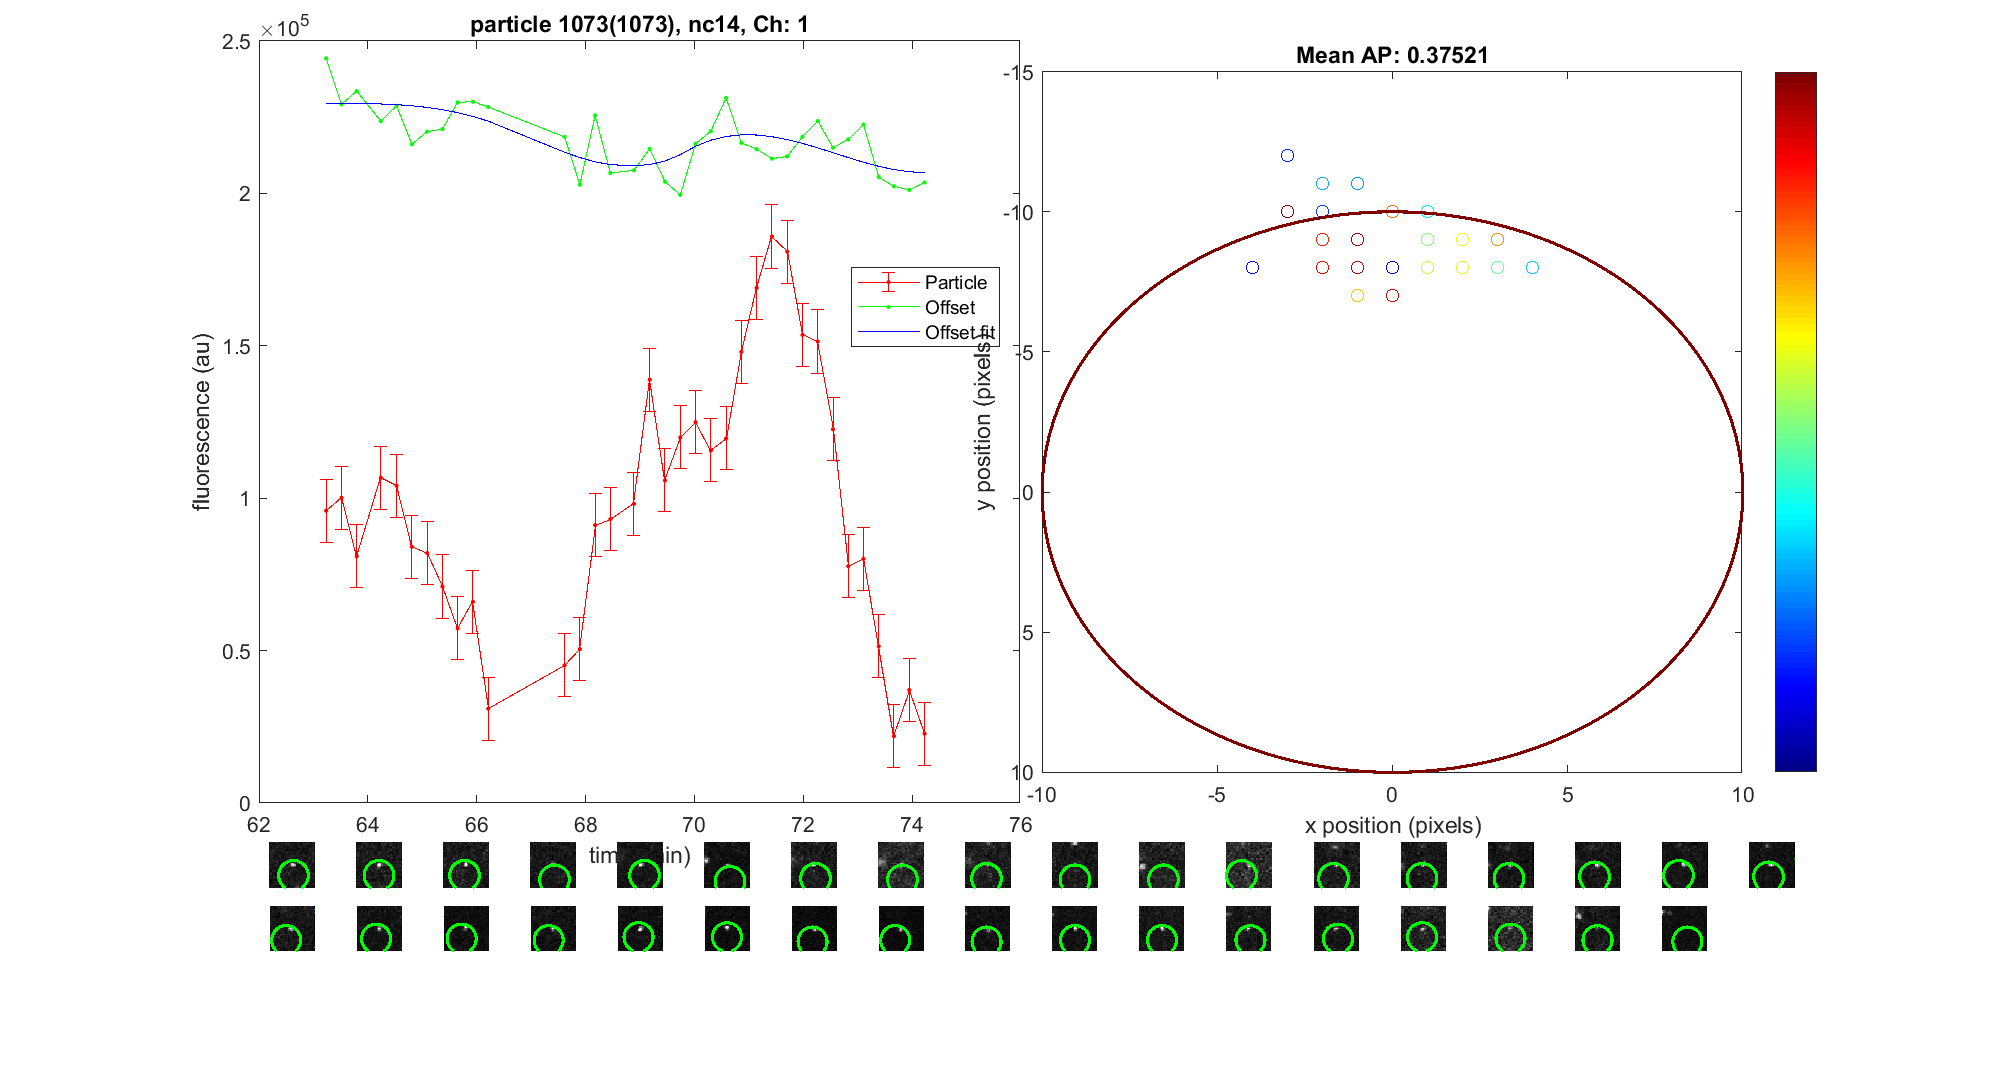 particle 1073(1073), nc14, Ch: 1
×10^5
2.5
2
1.5
1
0.5
0
62 64 66 68 70 72 74 76
fluorescence (au)
Particle
Offset
Offset fit
Mean AP: 0.37521
-15
-10
-5
0
5
10
-10 -5 0 5 10
y position (pixels)
x position (pixels)